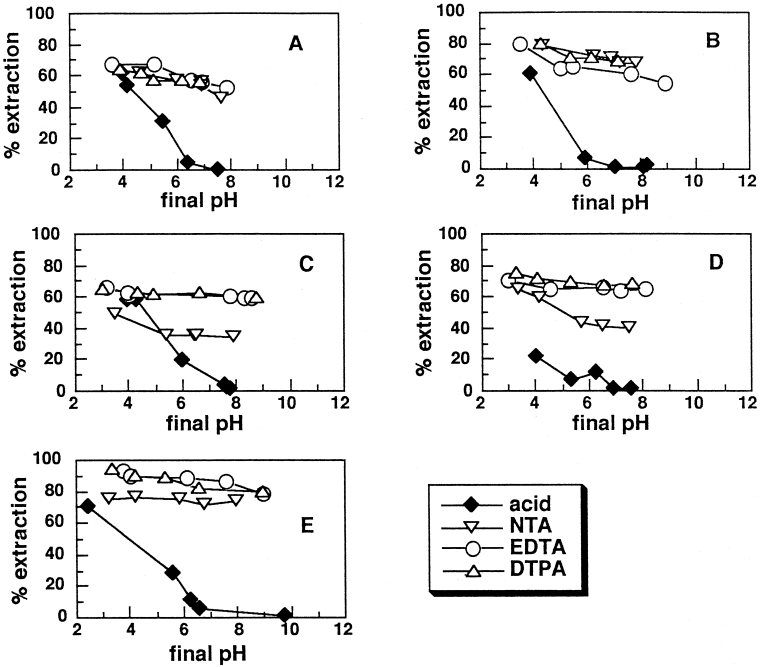 100
80
60
40
20
0
% extraction
A
2 4 6 8 10 12
final pH
100
80
60
40
20
0
% extraction
B
2 4 6 8 10 12
final pH
100
80
60
40
20
0
% extraction
C
2 4 6 8 10 12
final pH
100
80
60
40
20
0
% extraction
D
2 4 6 8 10 12
final pH
100
80
60
40
20
0
% extraction
E
2 4 6 8 10 12
final pH
acid
NTA
EDTA
DTPA